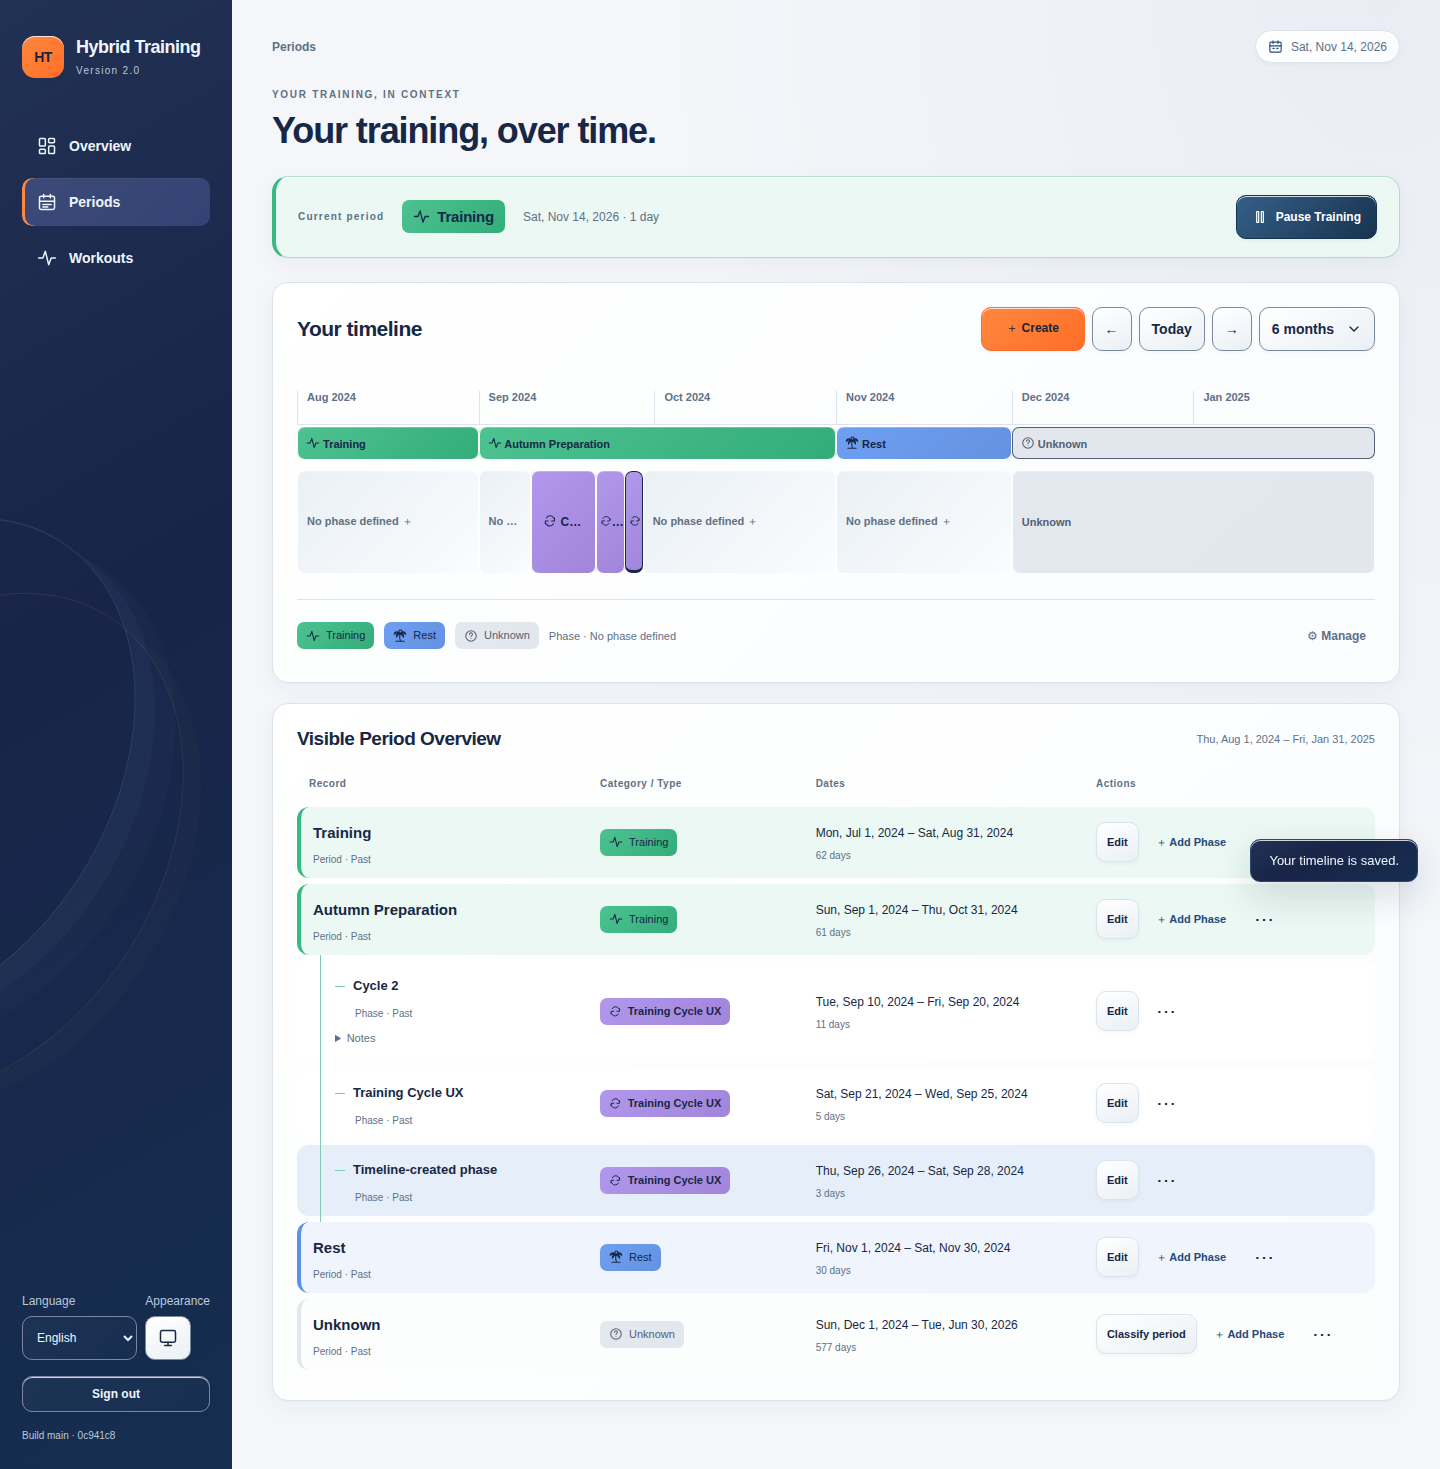 HT
Hybrid Training
Version 2.0
Overview
Periods
Workouts
Language
Appearance
English
Sign out
Build main · 0c941c8
Periods
Sat, Nov 14, 2026
YOUR TRAINING, IN CONTEXT
Your training, over time.
Current period
Training
Sat, Nov 14, 2026 · 1 day
Pause Training
Your timeline
+ Create
←
Today
→
6 months
Aug 2024
Sep 2024
Oct 2024
Nov 2024
Dec 2024
Jan 2025
Training
Autumn Preparation
Rest
Unknown
No phase defined +
No ...
C...
...
No phase defined +
No phase defined +
Unknown
Training
Rest
Unknown
Phase · No phase defined
⚙ Manage
Visible Period Overview
Thu, Aug 1, 2024 – Fri, Jan 31, 2025
Record
Category / Type
Dates
Actions
Training
Period · Past
Training
Mon, Jul 1, 2024 – Sat, Aug 31, 2024
62 days
Edit
+ Add Phase
Your timeline is saved.
Autumn Preparation
Period · Past
Training
Sun, Sep 1, 2024 – Thu, Oct 31, 2024
61 days
Edit
+ Add Phase
···
— Cycle 2
Phase · Past
▶ Notes
Training Cycle UX
Tue, Sep 10, 2024 – Fri, Sep 20, 2024
11 days
Edit
···
— Training Cycle UX
Phase · Past
Training Cycle UX
Sat, Sep 21, 2024 – Wed, Sep 25, 2024
5 days
Edit
···
— Timeline-created phase
Phase · Past
Training Cycle UX
Thu, Sep 26, 2024 – Sat, Sep 28, 2024
3 days
Edit
···
Rest
Period · Past
Rest
Fri, Nov 1, 2024 – Sat, Nov 30, 2024
30 days
Edit
+ Add Phase
···
Unknown
Period · Past
Unknown
Sun, Dec 1, 2024 – Tue, Jun 30, 2026
577 days
Classify period
+ Add Phase
···